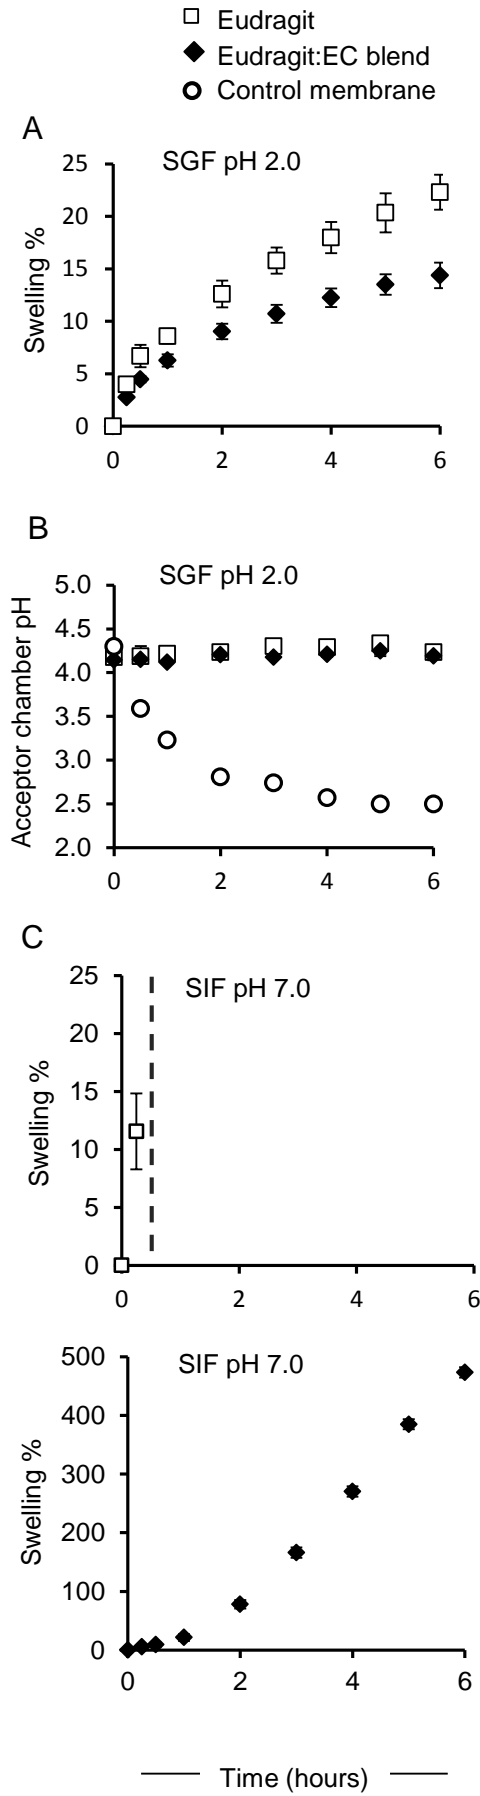 Eudragit
Eudragit:EC blend
Control membrane
A
SGF pH 2.0
Swelling %
25
20
15
10
5
0
0 2 4 6
B
SGF pH 2.0
Acceptor chamber pH
5.0
4.5
4.0
3.5
3.0
2.5
2.0
0 2 4 6
C
SIF pH 7.0
Swelling %
25
20
15
10
5
0
0 2 4 6
SIF pH 7.0
Swelling %
500
400
300
200
100
0
0 2 4 6
Time (hours)